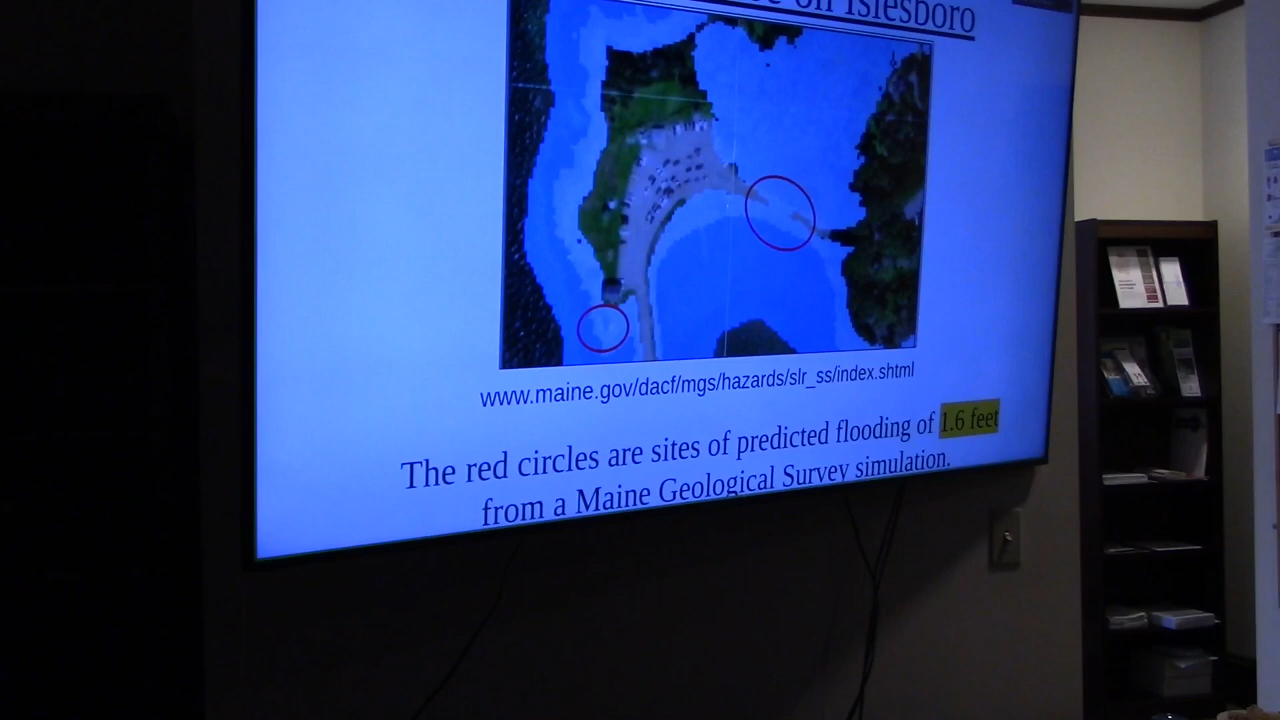 on Islesboro
www.maine.gov/dacf/mgs/hazards/slr_ss/index.shtml
The red circles are sites of predicted flooding of 1.6 feet
from a Maine Geological Survey simulation.